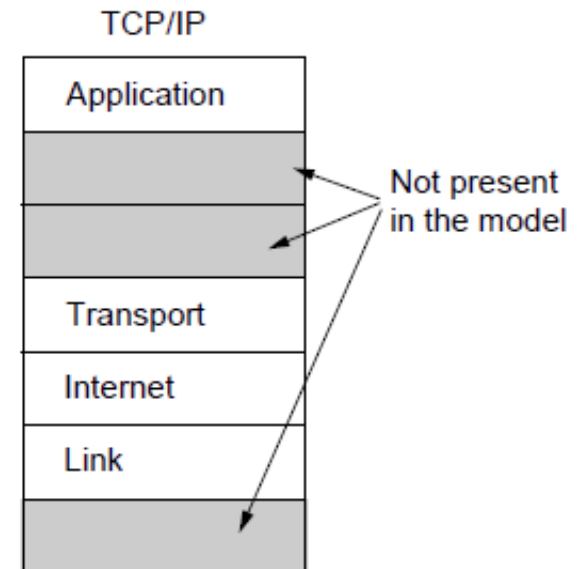 TCP/IP
Application
Not present
in the model
Transport
Internet
Link